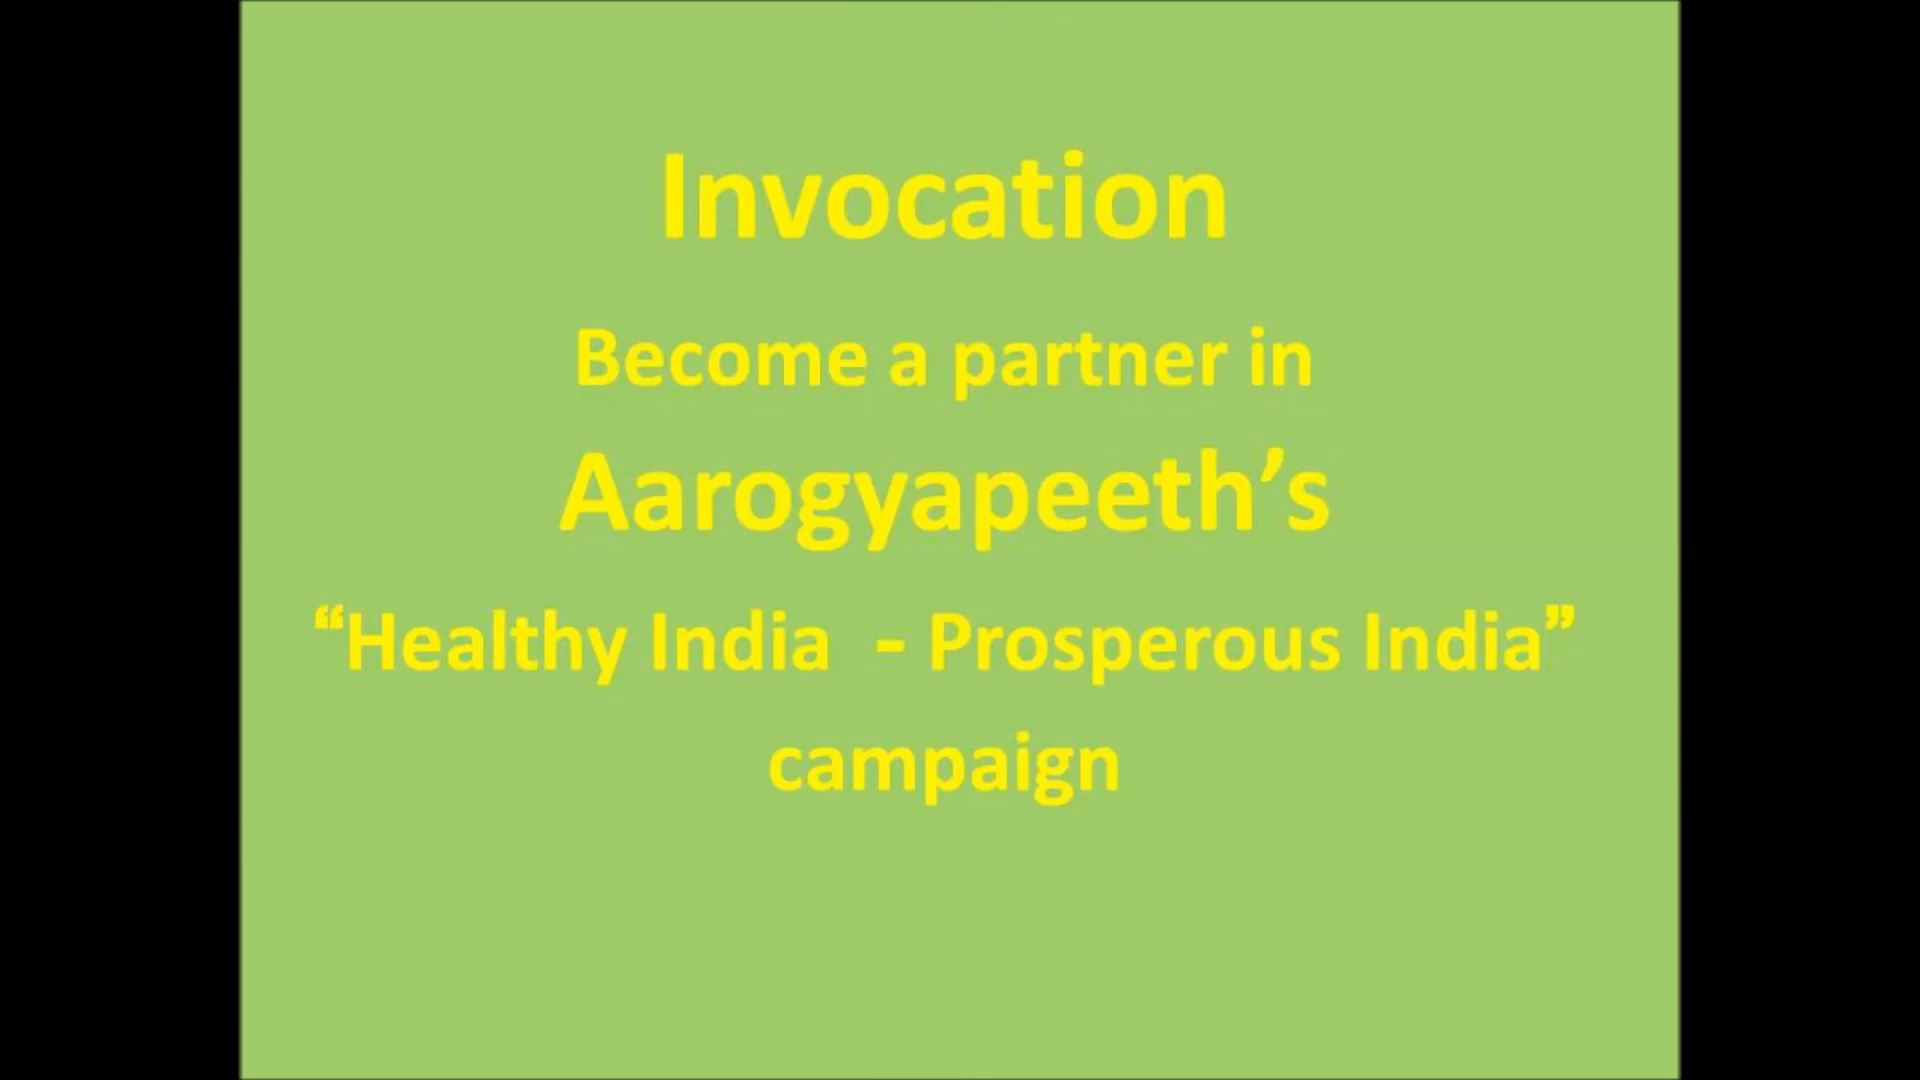 Invocation
Become a partner in
Aarogyapeeth’s
“Healthy India  - Prosperous India”
campaign